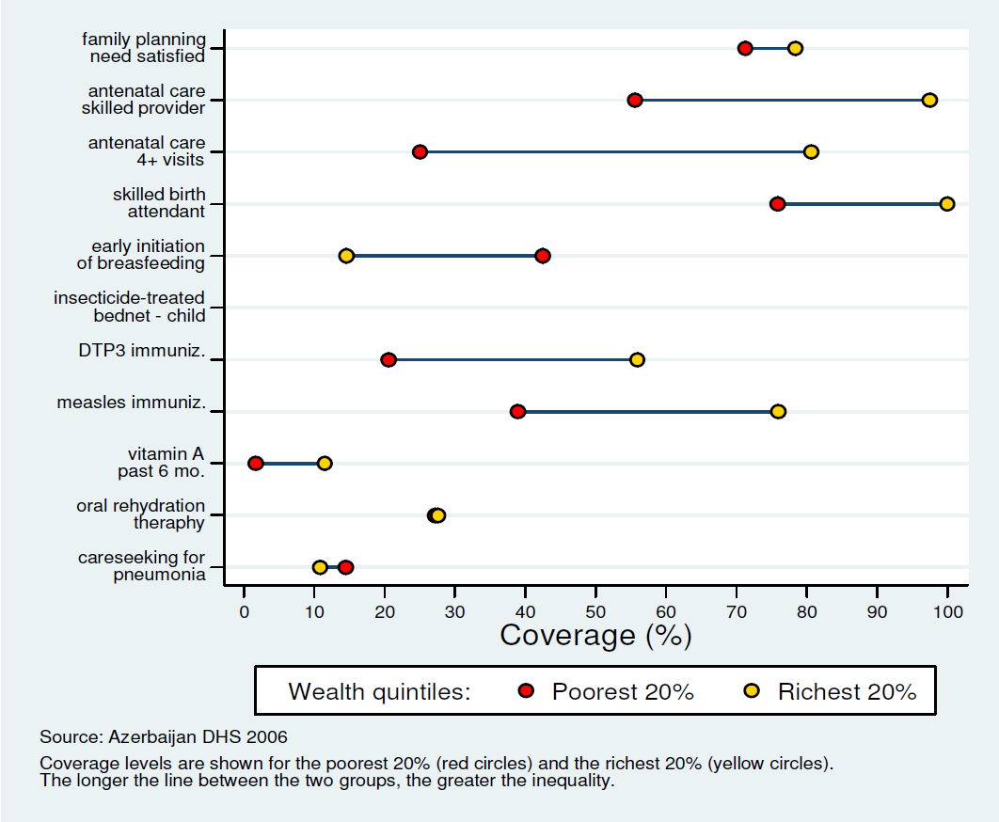 family planning
need satisfied
antenatal care
skilled provider
antenatal care
4+ visits
skilled birth
attendant
early initiation
of breasfeeding
insecticide-treated
bednet - child
DTP3 immuniz.
measles immuniz.
vitamin A
past 6 mo.
oral rehydration
theraphy
careseeking for
pneumonia
0 10 20 30 40 50 60 70 80 90 100
Coverage (%)
Wealth quintiles: Poorest 20% Richest 20%
Source: Azerbaijan DHS 2006
Coverage levels are shown for the poorest 20% (red circles) and the richest 20% (yellow circles).
The longer the line between the two groups, the greater the inequality.